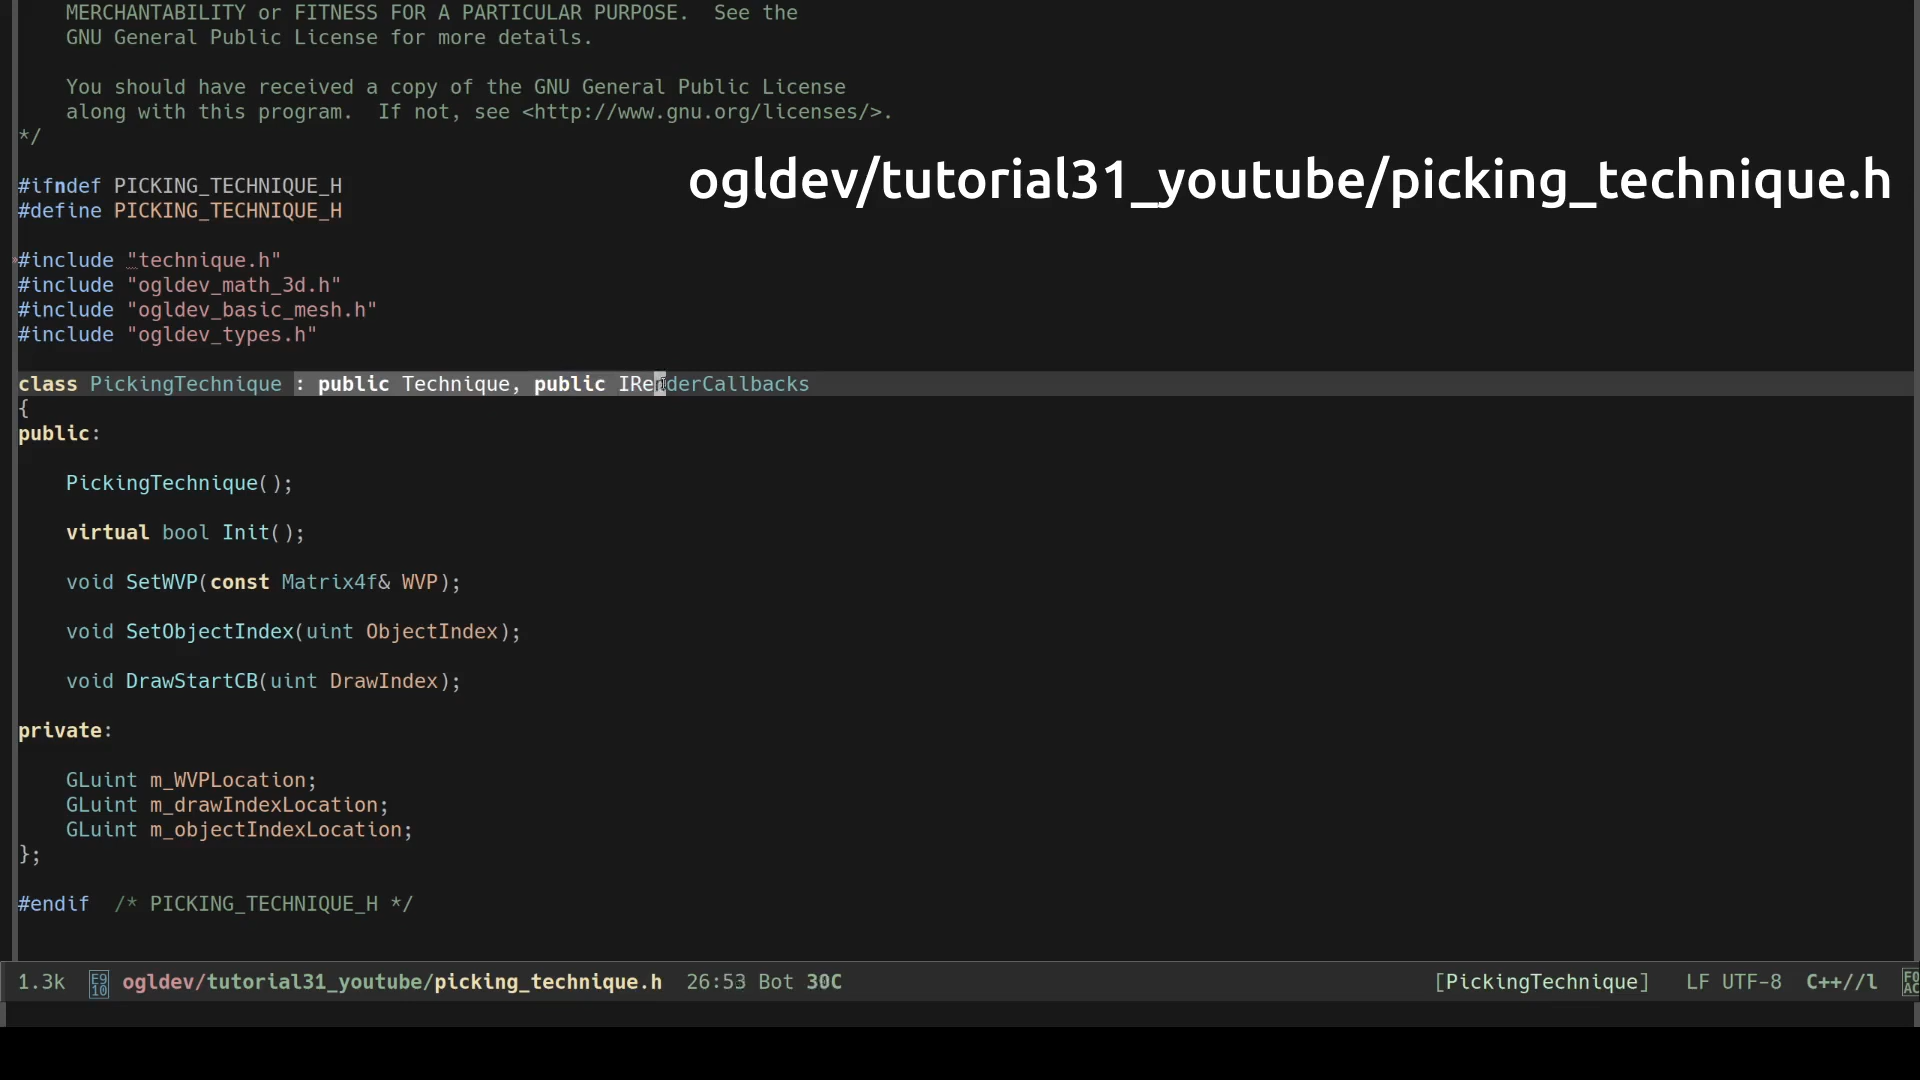 MERCHANTABILITY or FITNESS FOR A PARTICULAR PURPOSE.  See the
GNU General Public License for more details.
You should have received a copy of the GNU General Public License
along with this program.  If not, see <http://www.gnu.org/licenses/>.
*/
ogldev/tutorial31_youtube/picking_technique.h
#ifndef PICKING_TECHNIQUE_H
#define PICKING_TECHNIQUE_H
#include "technique.h"
#include "ogldev_math_3d.h"
#include "ogldev_basic_mesh.h"
#include "ogldev_types.h"
class PickingTechnique : public Technique, public IRenderCallbacks
{
public:
    PickingTechnique();
    virtual bool Init();
    void SetWVP(const Matrix4f& WVP);
    void SetObjectIndex(uint ObjectIndex);
    void DrawStartCB(uint DrawIndex);
private:
    GLuint m_WVPLocation;
    GLuint m_drawIndexLocation;
    GLuint m_objectIndexLocation;
};
#endif  /* PICKING_TECHNIQUE_H */
1.3k F910 ogldev/tutorial31_youtube/picking_technique.h 26:53 Bot 30C [PickingTechnique] LF UTF-8 C++//l F0AC